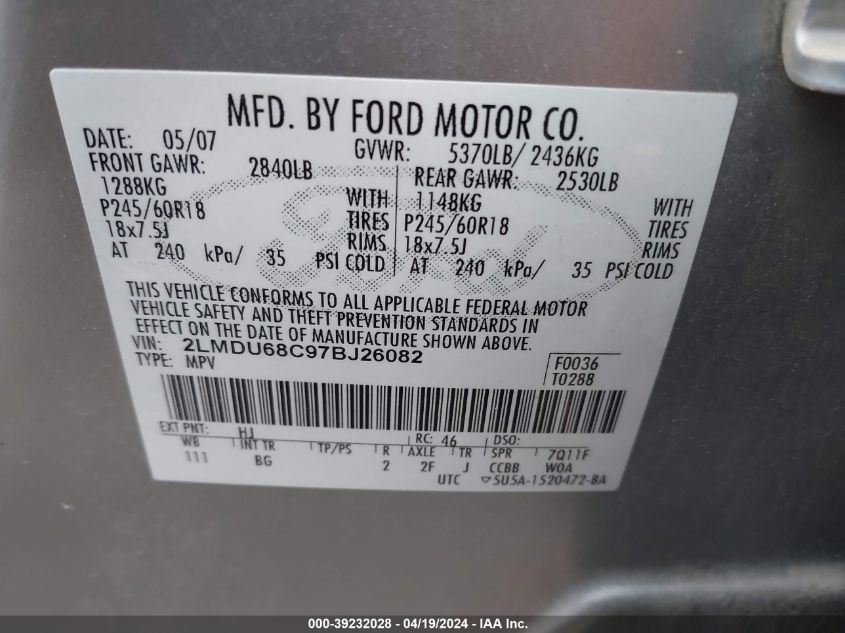 MFD. BY FORD MOTOR CO.
DATE: 05/07 GVWR: 5370LB/ 2436KG
FRONT GAWR: 2840LB REAR GAWR: 2530LB
1288KG WITH 1148KG WITH
P245/60R18 TIRES P245/60R18 TIRES
18x7.5J RIMS 18x7.5J RIMS
AT 240 kPa/ 35 PSI COLD AT 240 kPa/ 35 PSI COLD
THIS VEHICLE CONFORMS TO ALL APPLICABLE FEDERAL MOTOR
VEHICLE SAFETY AND THEFT PREVENTION STANDARDS IN
EFFECT ON THE DATE OF MANUFACTURE SHOWN ABOVE.
VIN: 2LMDU68C97BJ26082
TYPE: MPV
F0036
T0288
EXT PNT: HJ RC: 46 DSO:
WB INT TR TP/PS R AXLE TR SPR 7Q11F
111 BG 2 2F J CCBB WOA
UTC ▽5U5A-1520472-BA
000-39232028 - 04/19/2024 - IAA Inc.